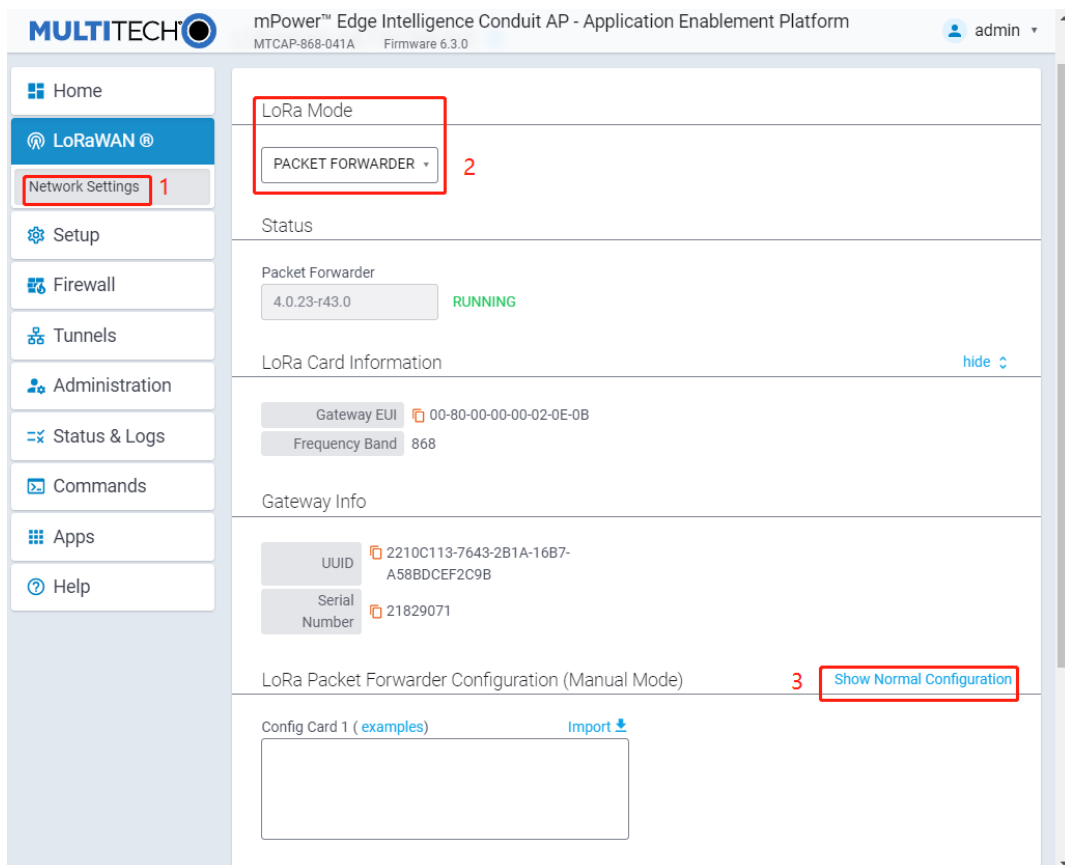 MULTITECH
mPower™ Edge Intelligence Conduit AP - Application Enablement Platform
MTCAP-868-041A Firmware 6.3.0
admin
Home
LoRaWAN ®
Network Settings 1
Setup
Firewall
Tunnels
Administration
Status & Logs
Commands
Apps
Help
LoRa Mode
PACKET FORWARDER 2
Status
Packet Forwarder
4.0.23-r43.0 RUNNING
LoRa Card Information hide
Gateway EUI 00-80-00-00-00-02-0E-0B
Frequency Band 868
Gateway Info
UUID 2210C113-7643-2B1A-16B7-
A58BDCEF2C9B
Serial
Number 21829071
LoRa Packet Forwarder Configuration (Manual Mode) 3 Show Normal Configuration
Config Card 1 ( examples) Import